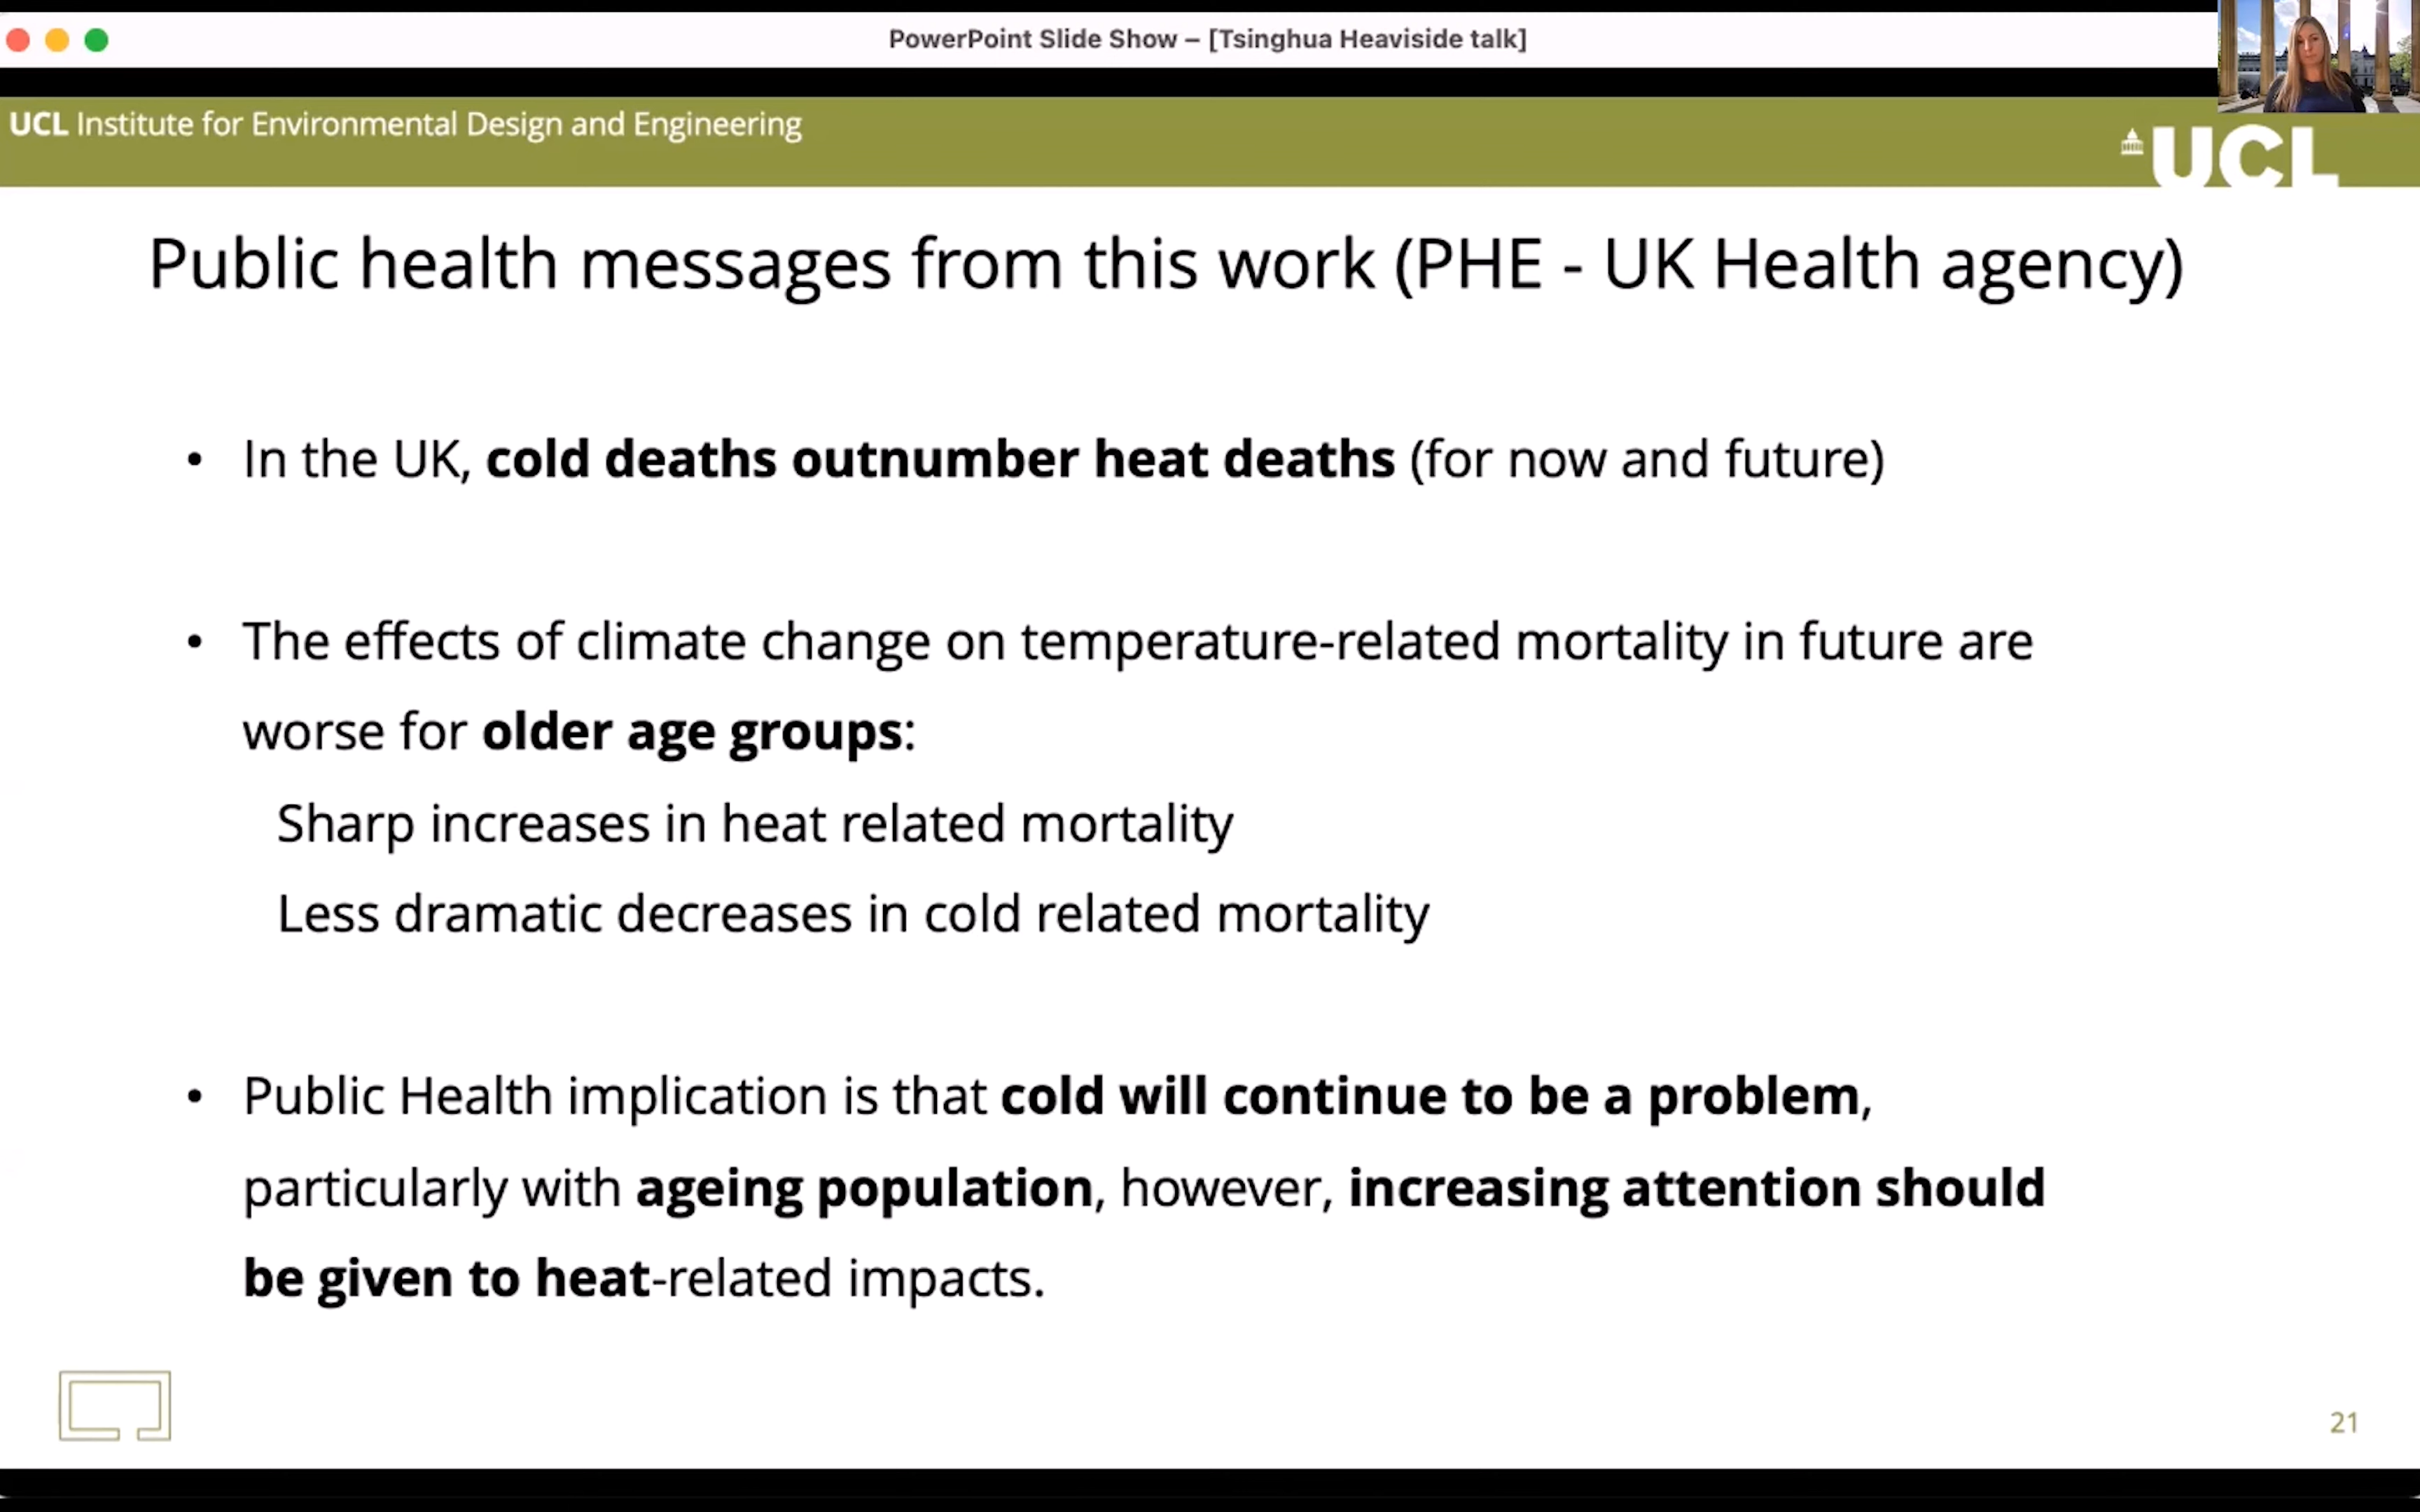 PowerPoint Slide Show – [Tsinghua Heaviside talk]
UCL Institute for Environmental Design and Engineering
UCL
Public health messages from this work (PHE - UK Health agency)
• In the UK, cold deaths outnumber heat deaths (for now and future)
• The effects of climate change on temperature-related mortality in future are
worse for older age groups:
Sharp increases in heat related mortality
Less dramatic decreases in cold related mortality
• Public Health implication is that cold will continue to be a problem,
particularly with ageing population, however, increasing attention should
be given to heat-related impacts.
21